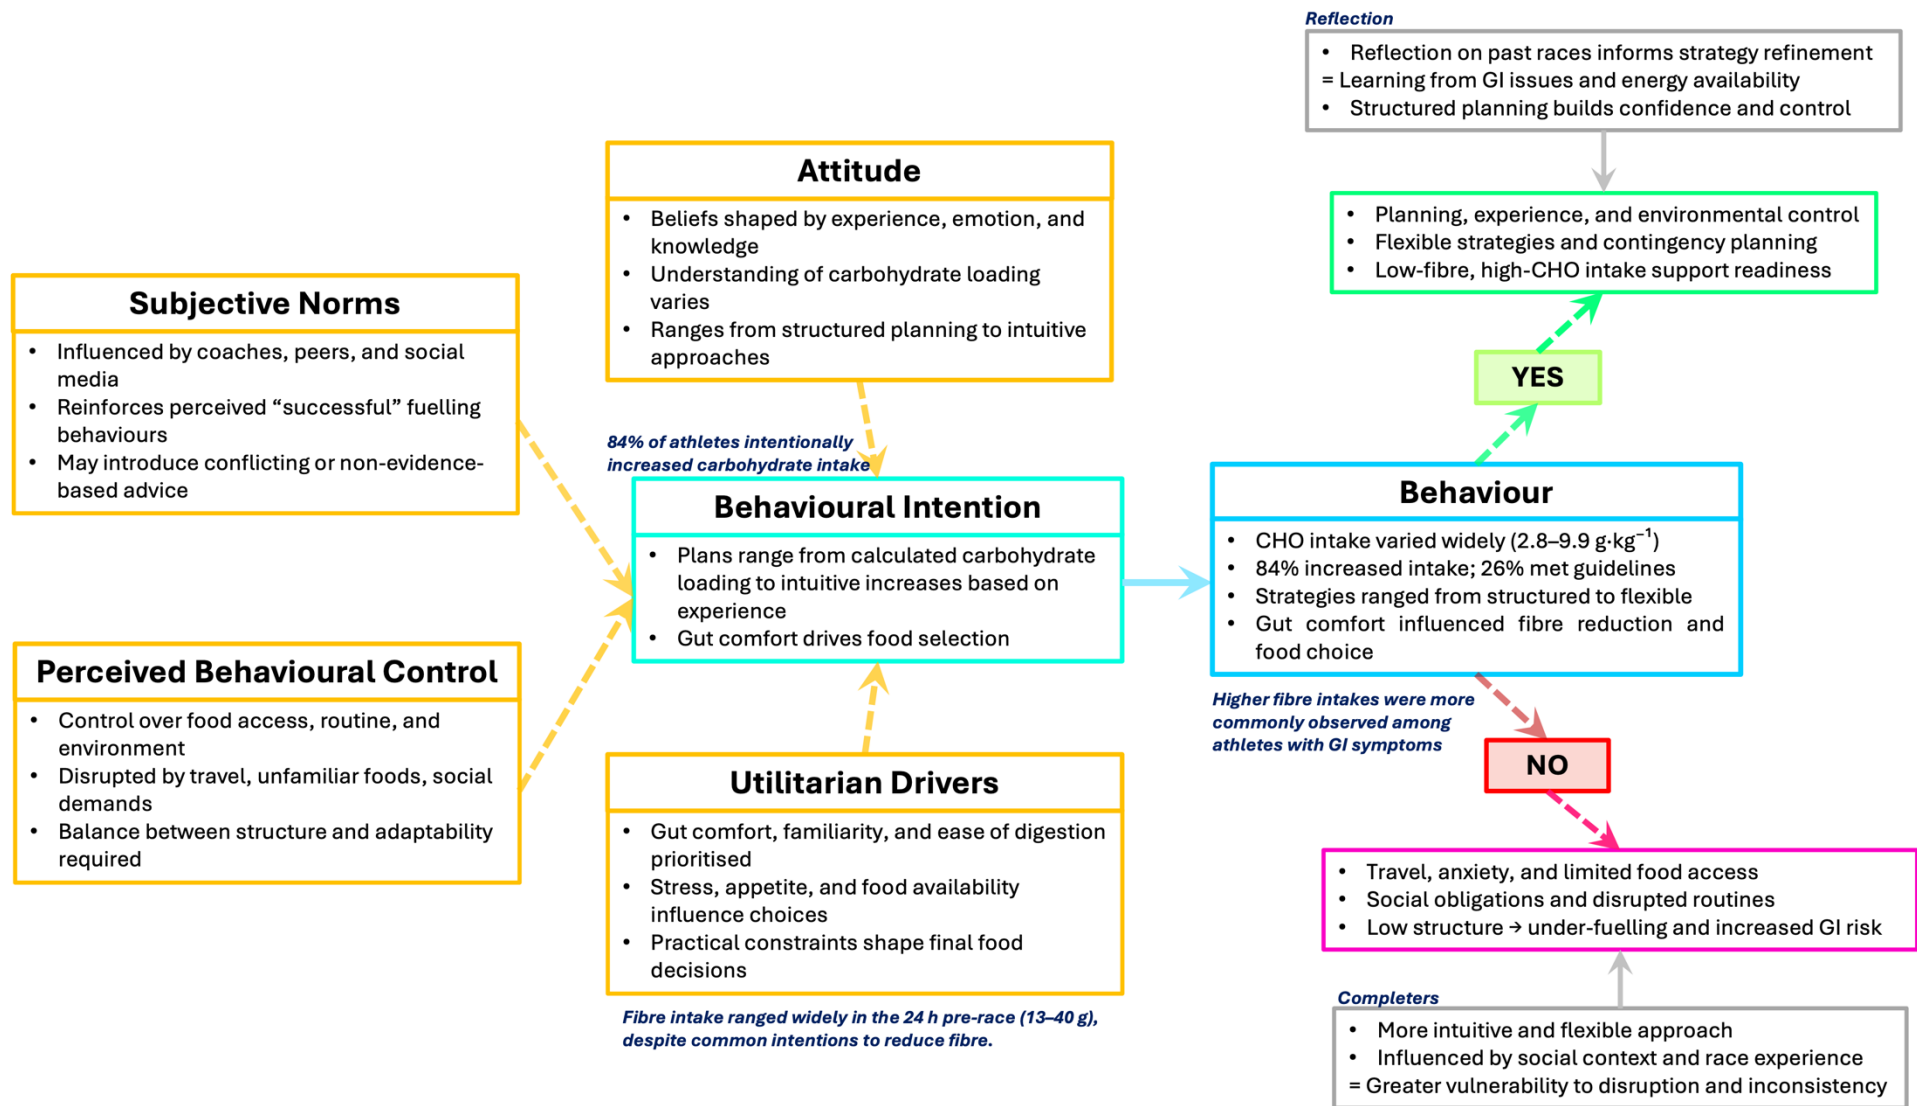 Subjective Norms
• Influenced by coaches, peers, and social
media
• Reinforces perceived “successful” fuelling
behaviours
• May introduce conflicting or non-evidence-
based advice
Perceived Behavioural Control
• Control over food access, routine, and
environment
• Disrupted by travel, unfamiliar foods, social
demands
• Balance between structure and adaptability
required
Attitude
• Beliefs shaped by experience, emotion, and
knowledge
• Understanding of carbohydrate loading
varies
• Ranges from structured planning to intuitive
approaches
84% of athletes intentionally
increased carbohydrate intake
Behavioural Intention
• Plans range from calculated carbohydrate
loading to intuitive increases based on
experience
• Gut comfort drives food selection
Utilitarian Drivers
• Gut comfort, familiarity, and ease of digestion
prioritised
• Stress, appetite, and food availability
influence choices
• Practical constraints shape final food
decisions
Fibre intake ranged widely in the 24 h pre-race (13–40 g),
despite common intentions to reduce fibre.
Reflection
• Reflection on past races informs strategy refinement
= Learning from GI issues and energy availability
• Structured planning builds confidence and control
• Planning, experience, and environmental control
• Flexible strategies and contingency planning
• Low-fibre, high-CHO intake support readiness
YES
Behaviour
• CHO intake varied widely (2.8–9.9 g·kg⁻¹)
• 84% increased intake; 26% met guidelines
• Strategies ranged from structured to flexible
• Gut comfort influenced fibre reduction and
food choice
Higher fibre intakes were more
commonly observed among
athletes with GI symptoms
NO
• Travel, anxiety, and limited food access
• Social obligations and disrupted routines
• Low structure → under-fuelling and increased GI risk
Completers
• More intuitive and flexible approach
• Influenced by social context and race experience
= Greater vulnerability to disruption and inconsistency